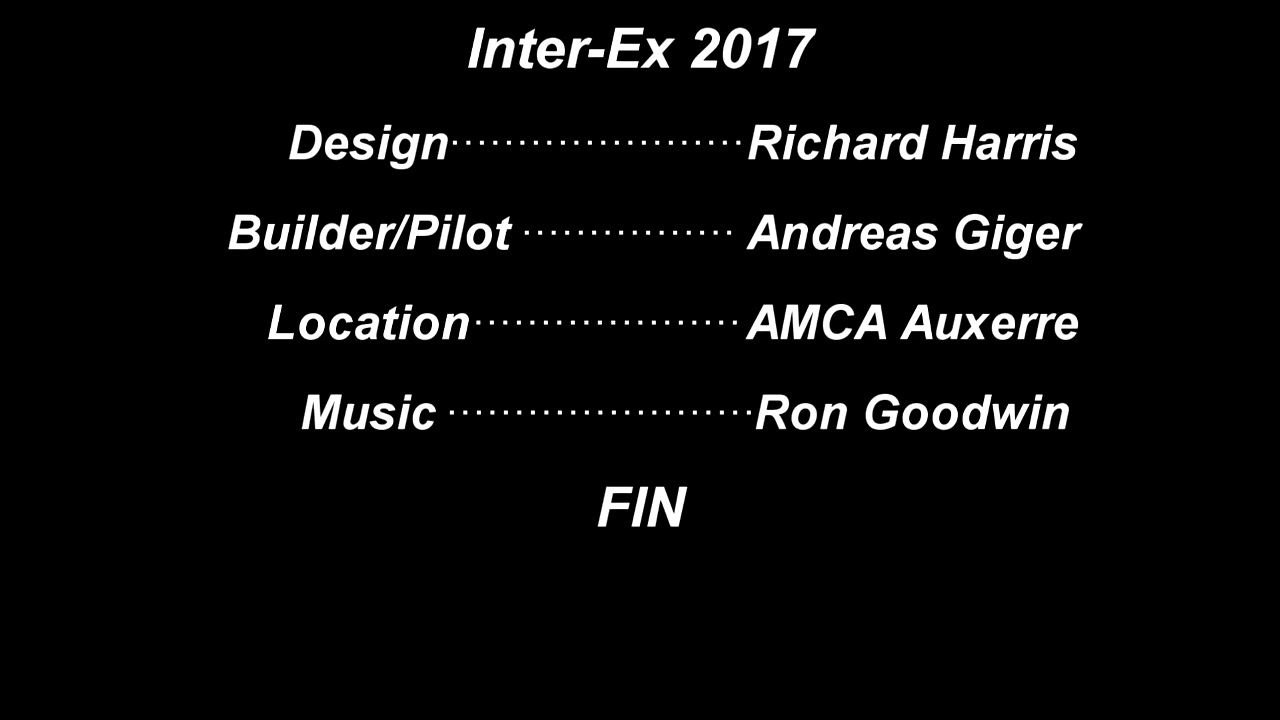 Inter-Ex 2017
Design······················Richard Harris
Builder/Pilot ················ Andreas Giger
Location····················AMCA Auxerre
Music ·······················Ron Goodwin
FIN